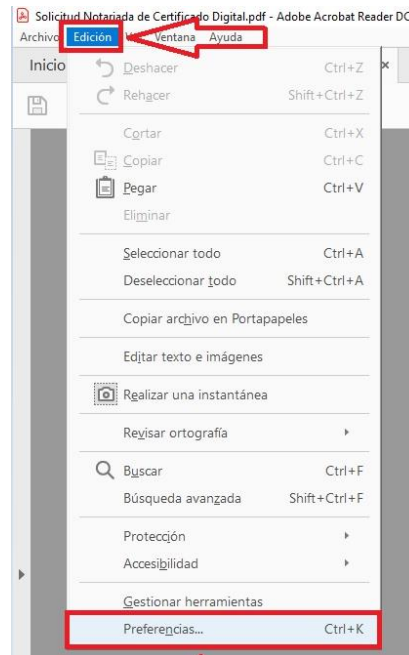 Solicitud Notariada de Certificado Digital.pdf - Adobe Acrobat Reader DC
Archivo Edición Ventana Ayuda
Inicio
Deshacer Ctrl+Z
Rehacer Shift+Ctrl+Z
Cortar Ctrl+X
Copiar Ctrl+C
Pegar Ctrl+V
Eliminar
Seleccionar todo Ctrl+A
Deseleccionar todo Shift+Ctrl+A
Copiar archivo en Portapapeles
Editar texto e imágenes
Realizar una instantánea
Revisar ortografía
Buscar Ctrl+F
Búsqueda avanzada Shift+Ctrl+F
Protección
Accesibilidad
Gestionar herramientas
Preferencias... Ctrl+K